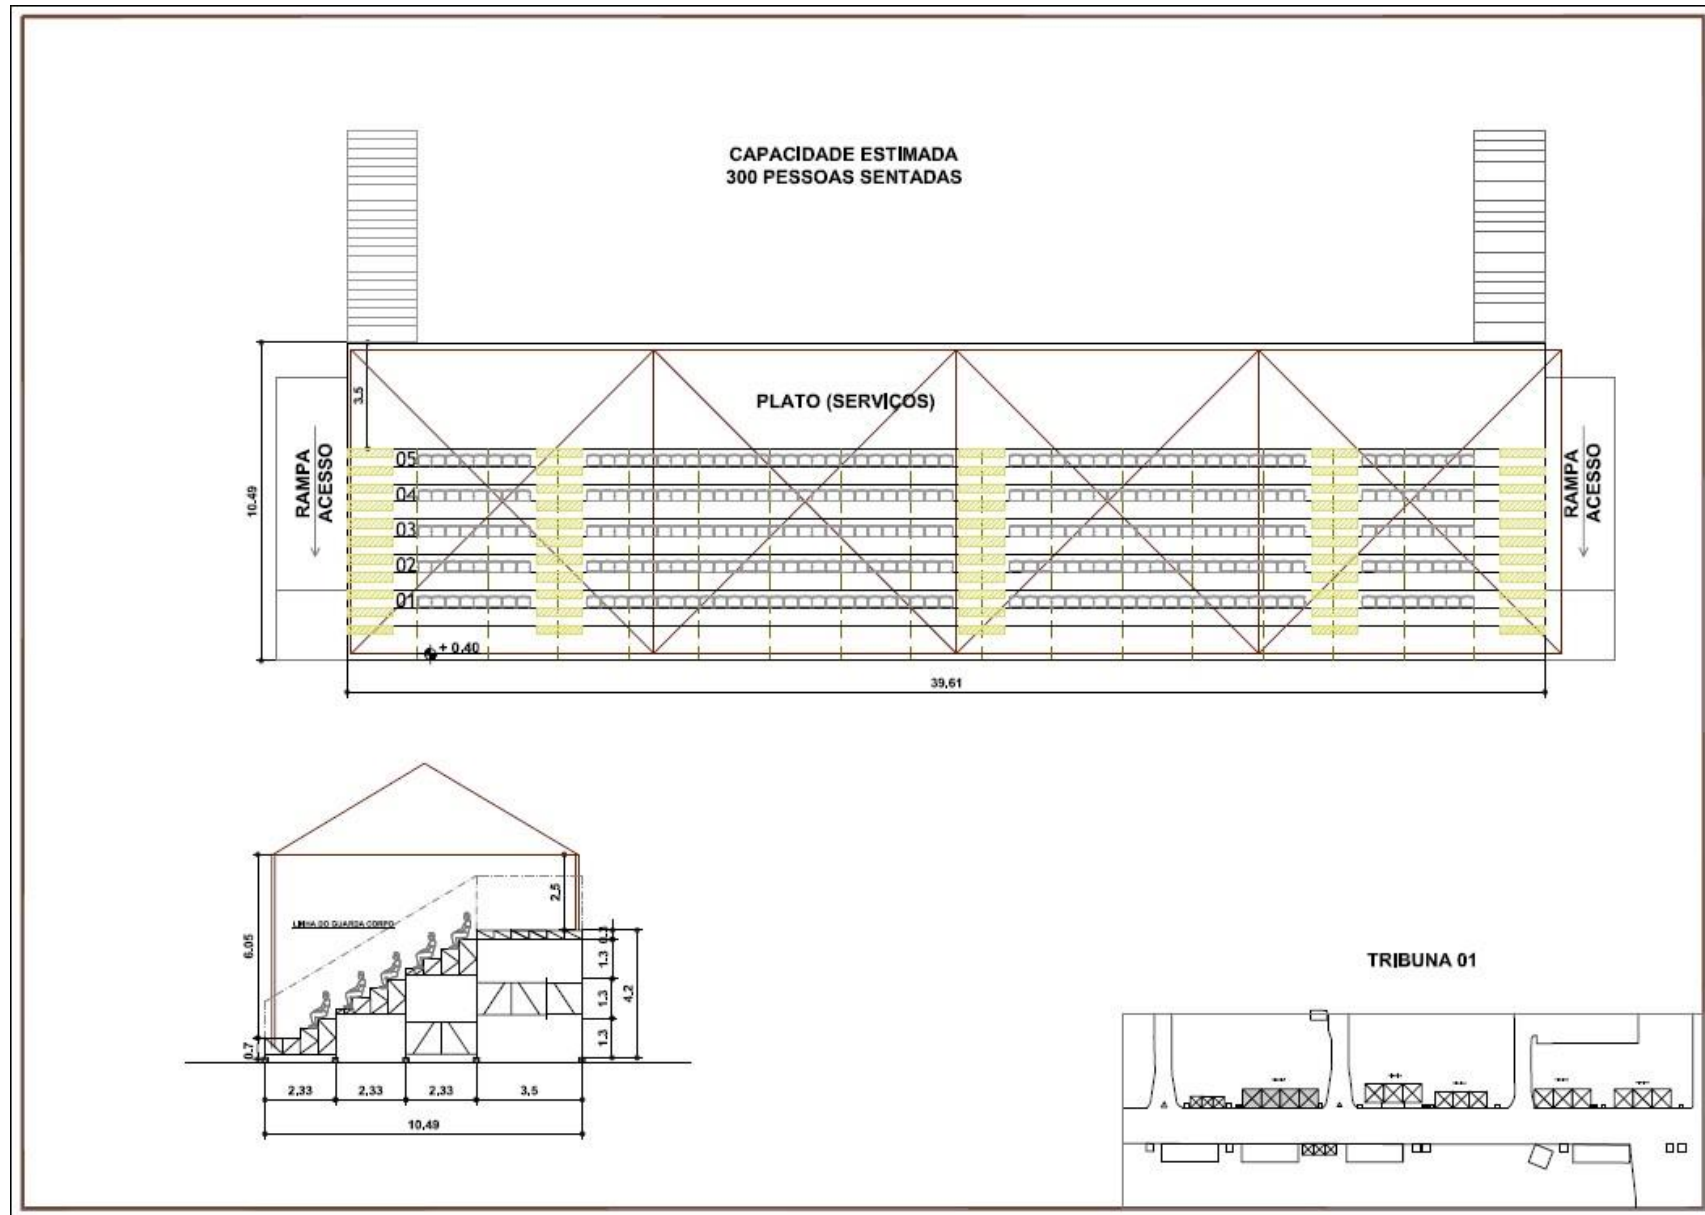 CAPACIDADE ESTIMADA
300 PESSOAS SENTADAS
3.5
PLATO (SERVIÇOS)
10.49
RAMPA
ACESSO
RAMPA
ACESSO
05
04
03
02
01
+ 0.40
39,61
2,5
LINHA DO GUARDA CORPO
6.05
0.7
0.3
1.3
1.3
1.3
4.2
2,33
2,33
2,33
3,5
10,49
TRIBUNA 01